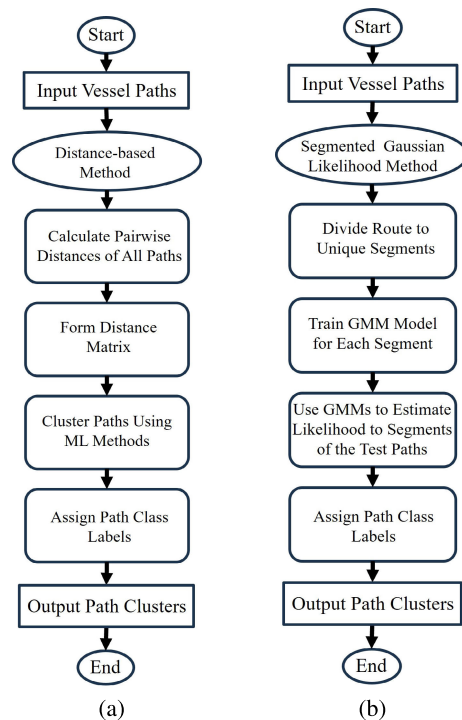 Start
Input Vessel Paths
Distance-based
Method
Calculate Pairwise
Distances of All Paths
Form Distance
Matrix
Cluster Paths Using
ML Methods
Assign Path Class
Labels
Output Path Clusters
End
(a)
Start
Input Vessel Paths
Segmented Gaussian
Likelihood Method
Divide Route to
Unique Segments
Train GMM Model
for Each Segment
Use GMMs to Estimate
Likelihood to Segments
of the Test Paths
Assign Path Class
Labels
Output Path Clusters
End
(b)